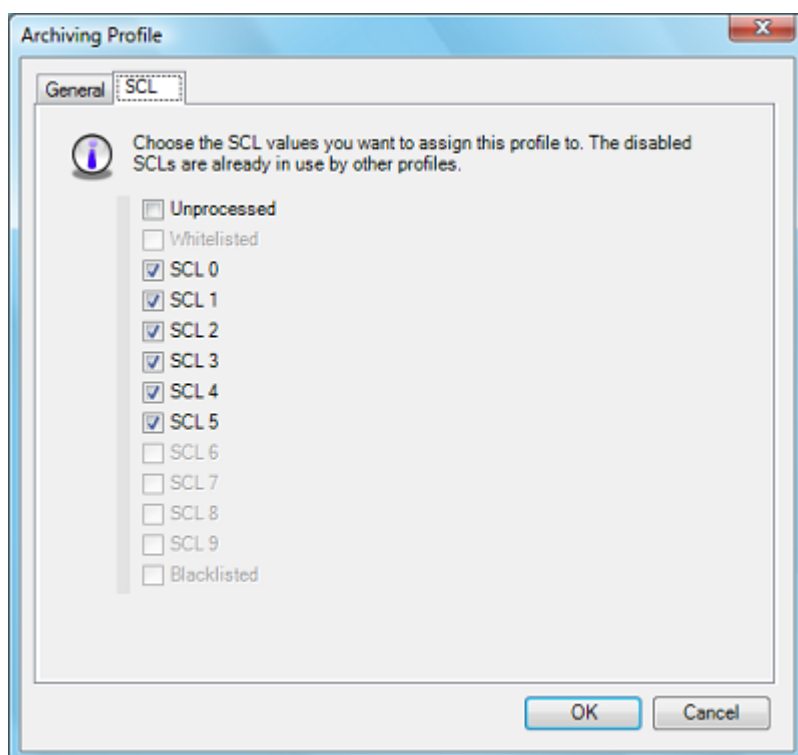 Archiving Profile
General SCL
Choose the SCL values you want to assign this profile to. The disabled
SCLs are already in use by other profiles.
Unprocessed
Whitelisted
SCL 0
SCL 1
SCL 2
SCL 3
SCL 4
SCL 5
SCL 6
SCL 7
SCL 8
SCL 9
Blacklisted
OK Cancel